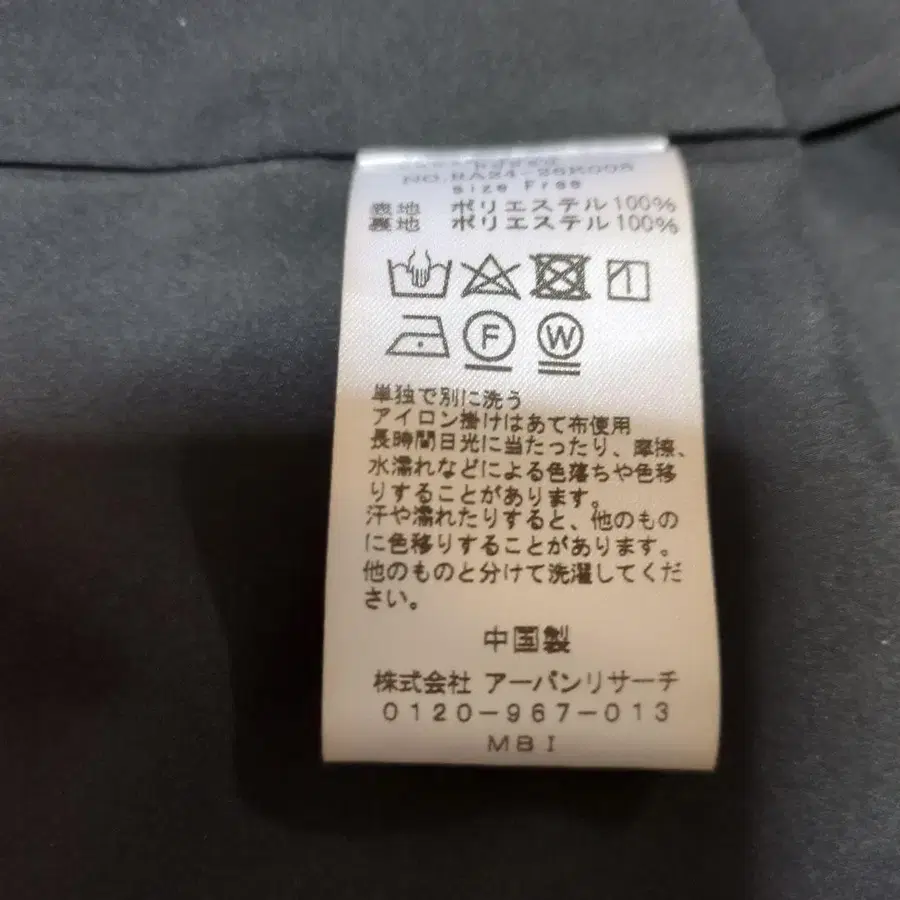 Size Free
表地 ポリエステル100%
裏地 ポリエステル100%
F W
単独で別に洗う
アイロン掛けはあて布使用
長時間日光に当たったり、摩擦、
水濡れなどによる色落ちや色移
りすることがあります。
汗や濡れたりすると、他のもの
に色移りすることがあります。
他のものと分けて洗濯してくだ
さい。
中国製
株式会社 アーバンリサーチ
0120-967-013
MBI